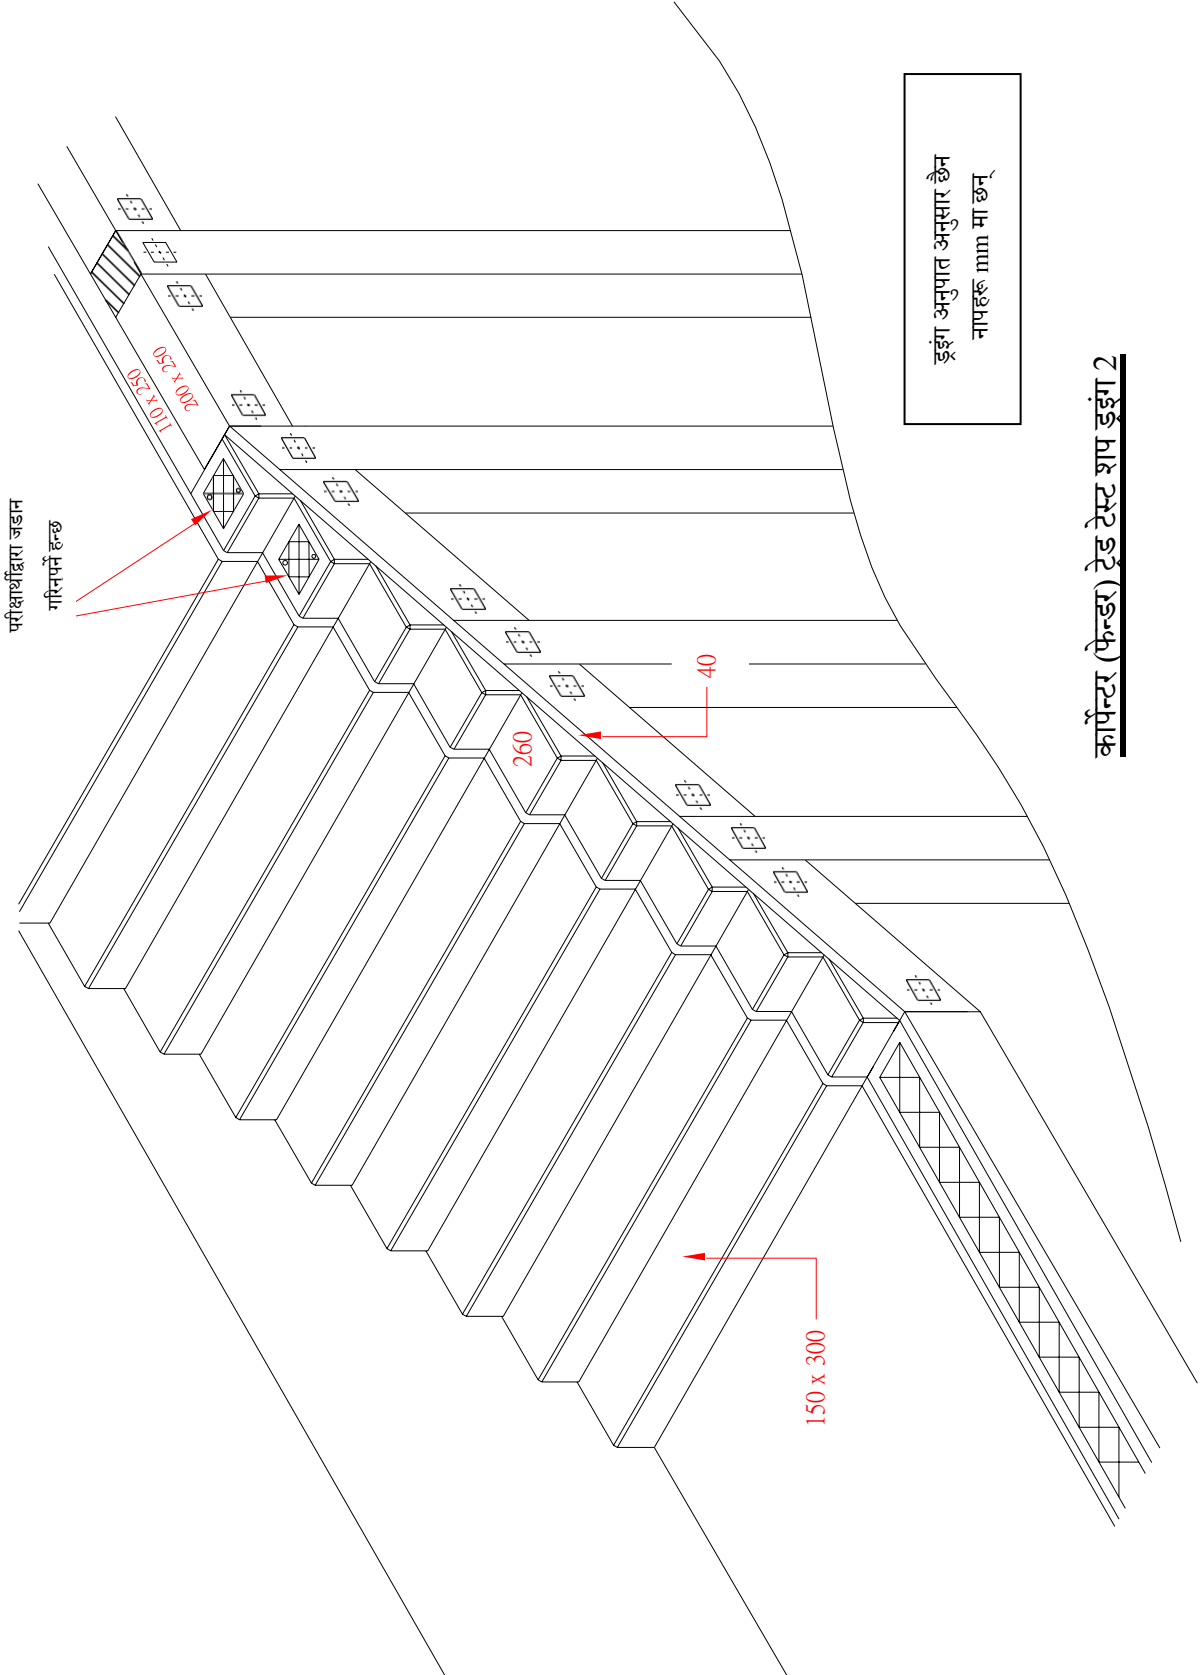 परीक्षार्थीद्वारा जडान
गरिनुपर्ने हुन्छ
110 x 250
200 x 250
260
40
150 x 300
ड्रइंग अनुपात अनुसार छैन
नापहरू mm मा छन्
कार्पेन्टर (फेन्डर) ट्रेड टेस्ट शप ड्रइंग 2